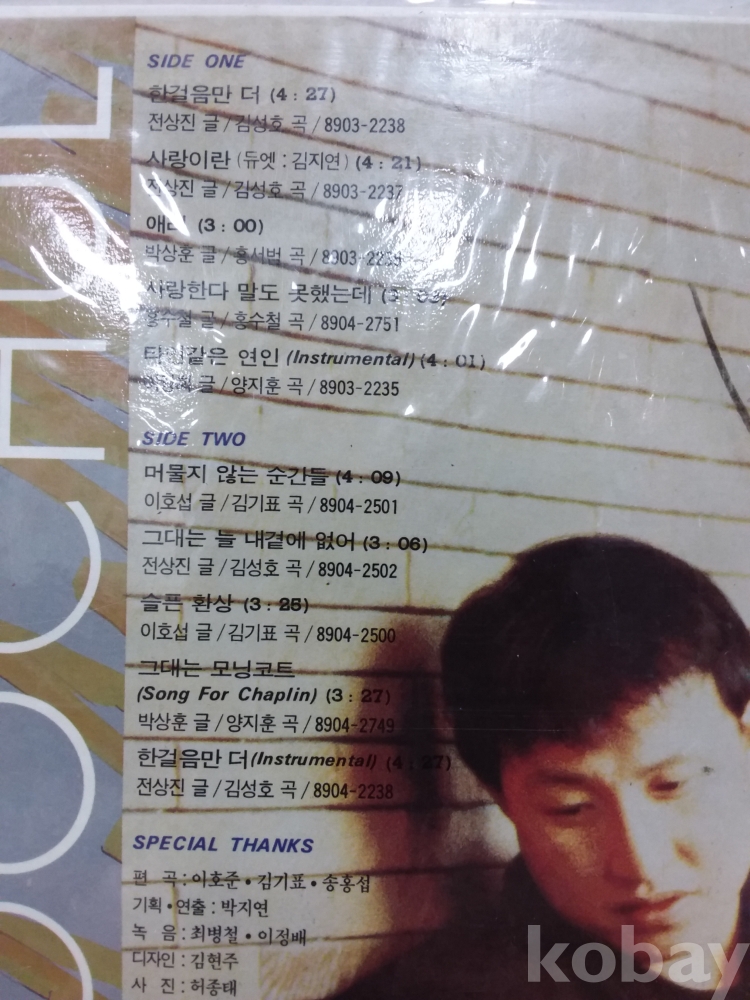 SIDE ONE
한걸음만 더 (4 : 27)
전상진 글 / 김성호 곡 / 8903-2238
사랑이란 (듀엣 : 김지연) (4 : 21)
전상진 글 / 김성호 곡 / 8903-2237
(3 : 00)
박상훈 글 / 홍서범 곡 /
사랑한다 말도 못했는데
홍수철 글 / 홍수철 곡 / 8904-2751
연인 (Instrumental) (4 : 01)
글 / 양지훈 곡 / 8903-2235
SIDE TWO
머물지 않는 순간들 (4 : 09)
이호섭 글 / 김기표 곡 / 8904-2501
그대는 늘 내곁에 없어 (3 : 06)
전상진 글 / 김성호 곡 / 8904-2502
슬픈 환상 (3 : 25)
이호섭 글 / 김기표 곡 / 8904-2500
그대는 모닝코트
(Song For Chaplin) (3 : 27)
박상훈 글 / 양지훈 곡 / 8904-2749
한걸음만 더 (Instrumental) (4 : 27)
전상진 글 / 김성호 곡 / 8904-2238
SPECIAL THANKS
편 곡 : 이호준 • 김기표 • 송홍섭
기획 • 연출 : 박지연
녹 음 : 최병철 • 이정배
디자인 : 김현주
사 진 : 허종태
OOCHUL
kobay